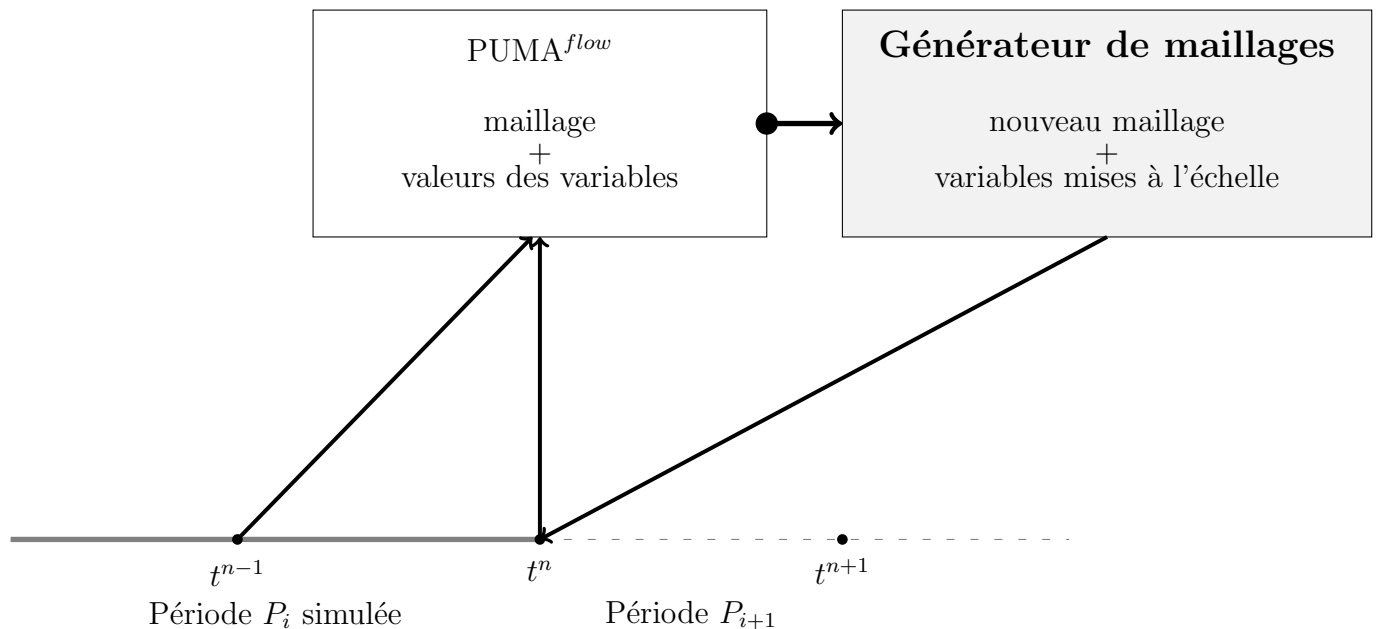 PUMA^{flow}
maillage
+
valeurs des variables
Générateur de maillages
nouveau maillage
+
variables mises à l'échelle
t^{n−1}
t^n
t^{n+1}
Période P_i simulée
Période P_{i+1}